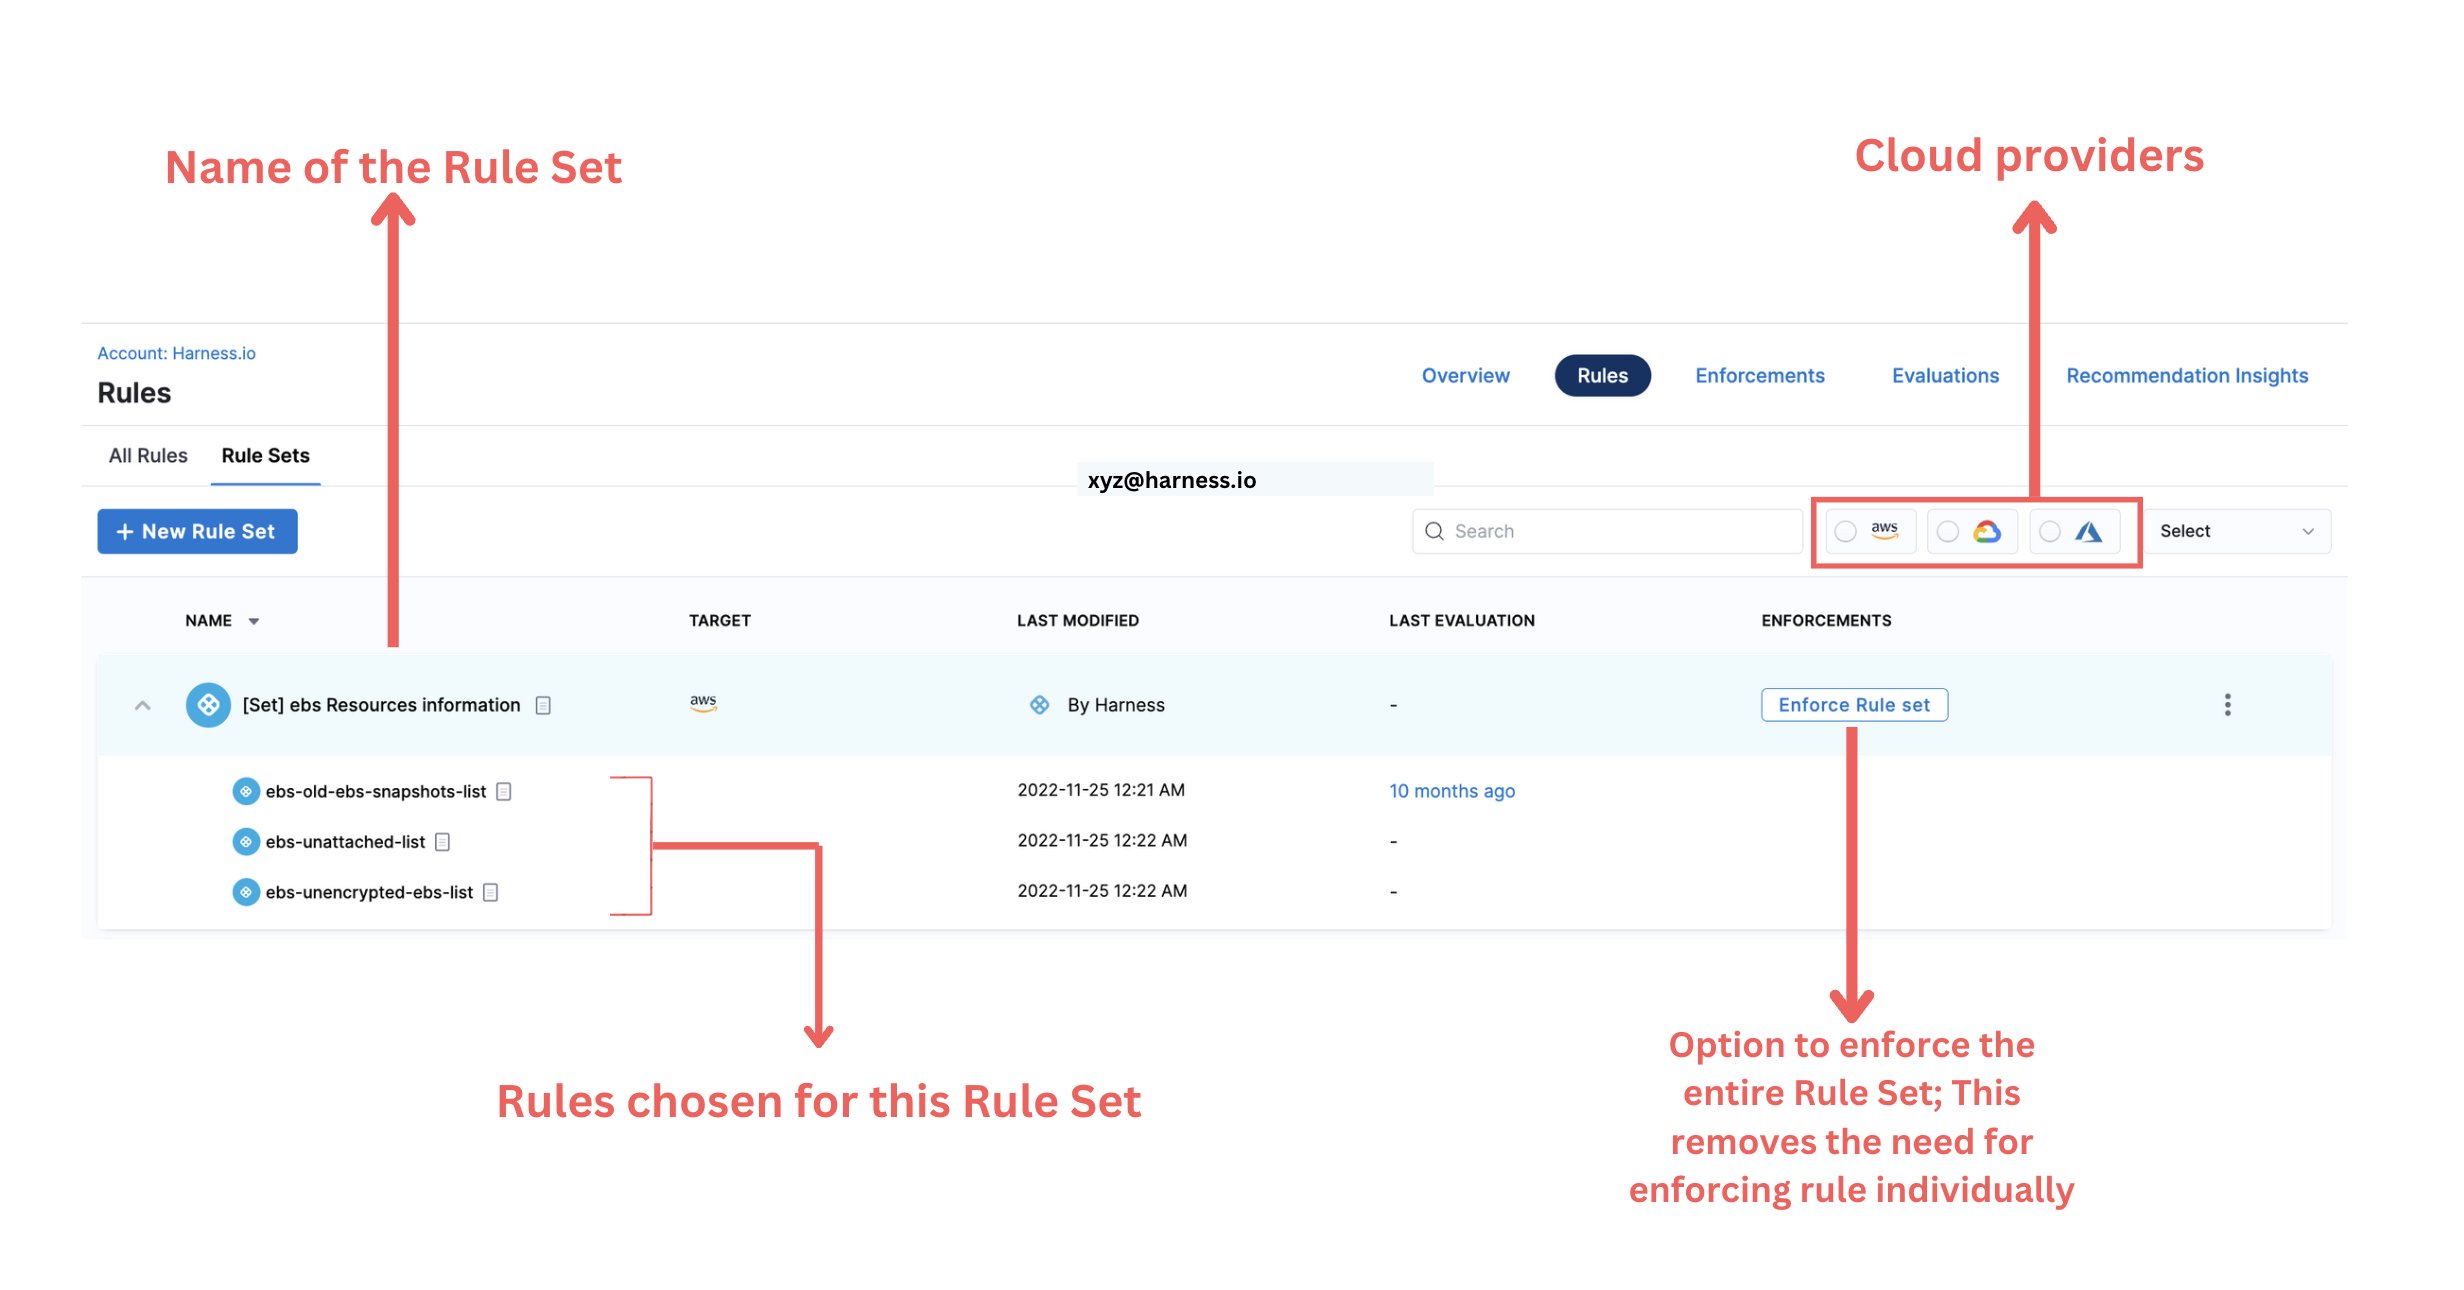 Name of the Rule Set
Cloud providers
Account: Harness.io
Rules
Overview
Rules
Enforcements
Evaluations
Recommendation Insights
All Rules
Rule Sets
xyz@harness.io
+ New Rule Set
Search
aws
Select
NAME
TARGET
LAST MODIFIED
LAST EVALUATION
ENFORCEMENTS
[Set] ebs Resources information
aws
By Harness
-
Enforce Rule set
ebs-old-ebs-snapshots-list
2022-11-25 12:21 AM
10 months ago
ebs-unattached-list
2022-11-25 12:22 AM
-
ebs-unencrypted-ebs-list
2022-11-25 12:22 AM
-
Rules chosen for this Rule Set
Option to enforce the
entire Rule Set; This
removes the need for
enforcing rule individually